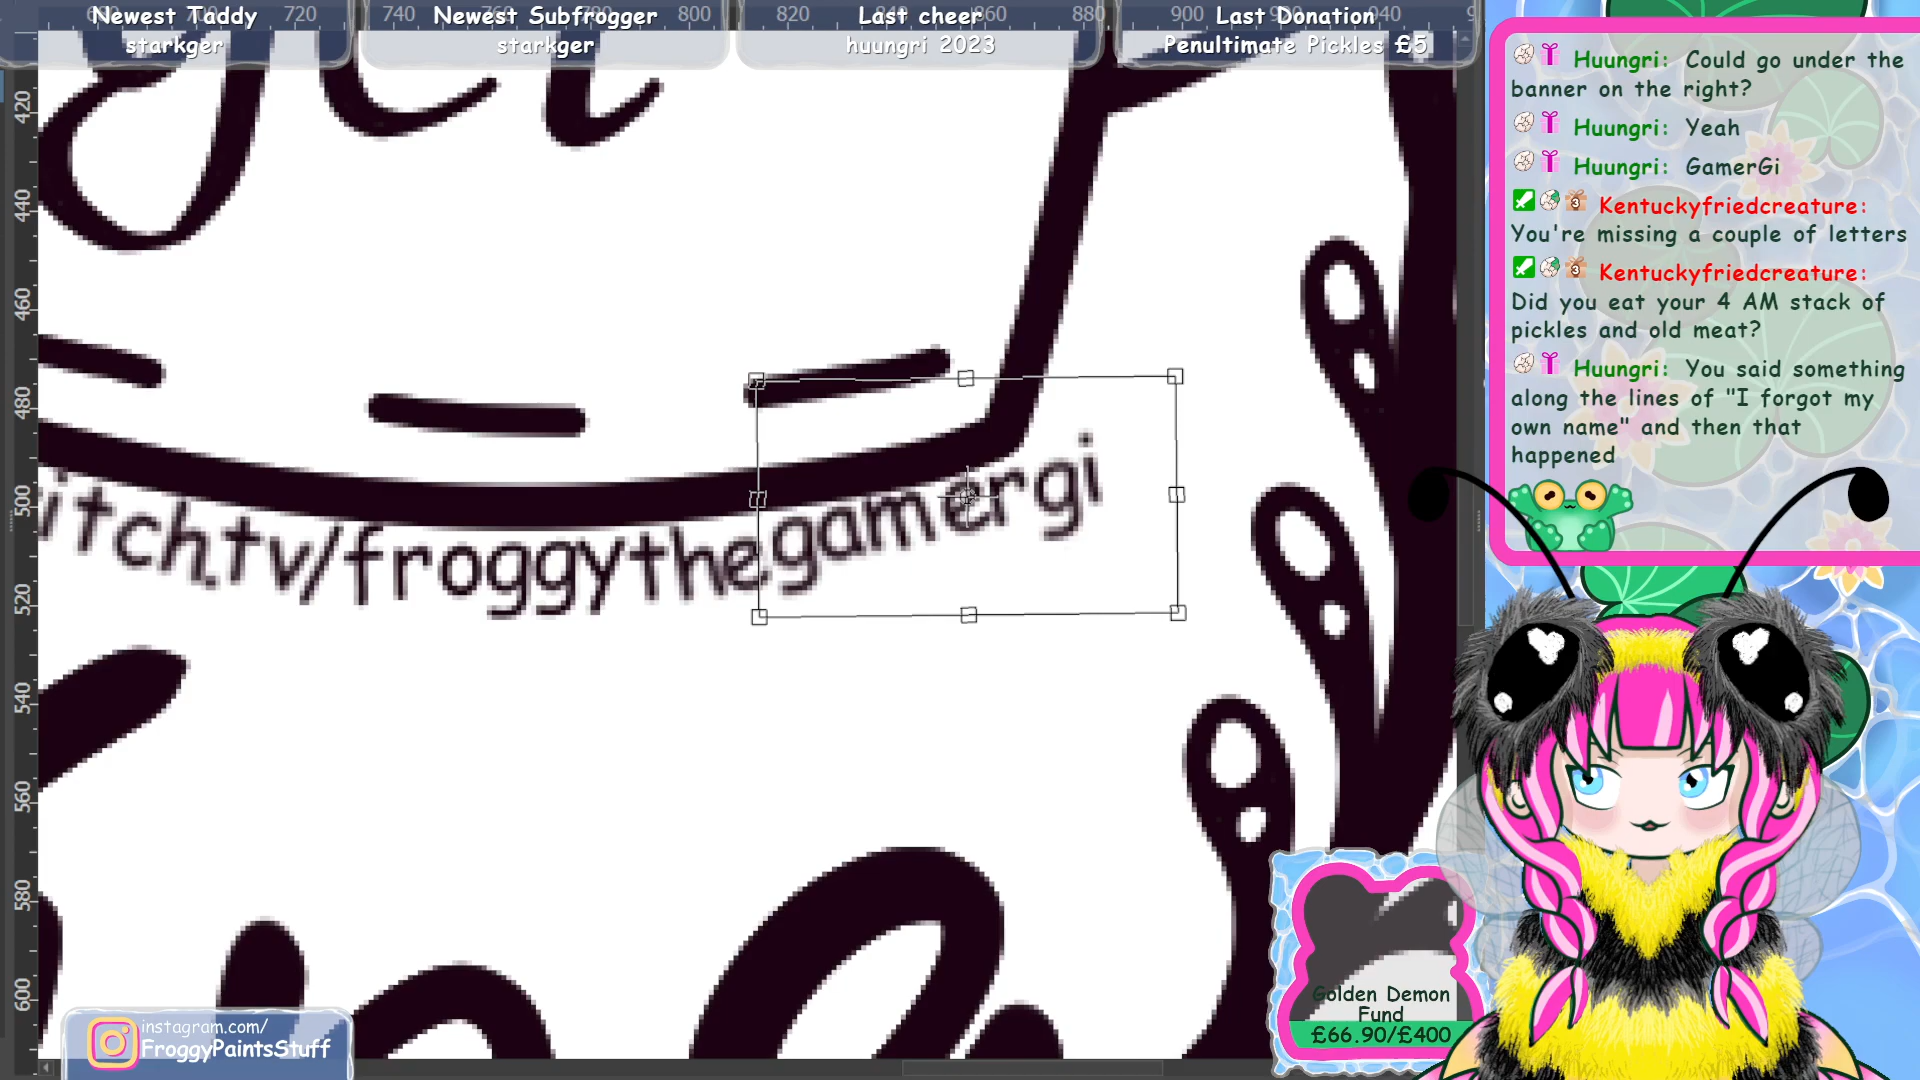 Newest Taddy
starkger
Newest Subfrogger
starkger
Last cheer
huungri 2023
Last Donation
Penultimate Pickles £5
720 740 800 820 860 880 900 940
420
440
460
480
500
520
540
560
580
600
itch.tv/froggythegamergi
Huungri: Could go under the
banner on the right?
Huungri: Yeah
Huungri: GamerGi
Kentuckyfriedcreature:
You're missing a couple of letters
3
Kentuckyfriedcreature:
Did you eat your 4 AM stack of
pickles and old meat?
3
Huungri: You said something
along the lines of "I forgot my
own name" and then that
happened
Golden Demon
Fund
£66.90/£400
instagram.com/
FroggyPaintsStuff